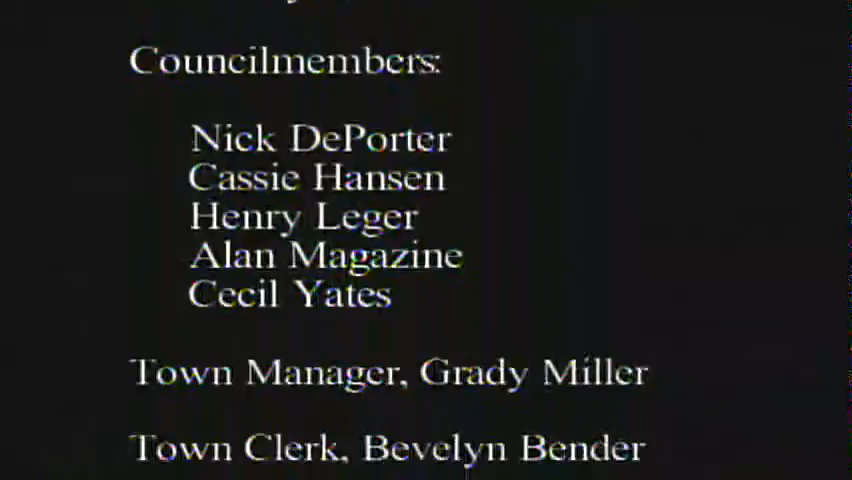 Councilmembers:
Nick DePorter
Cassie Hansen
Henry Leger
Alan Magazine
Cecil Yates
Town Manager, Grady Miller
Town Clerk, Bevelyn Bender